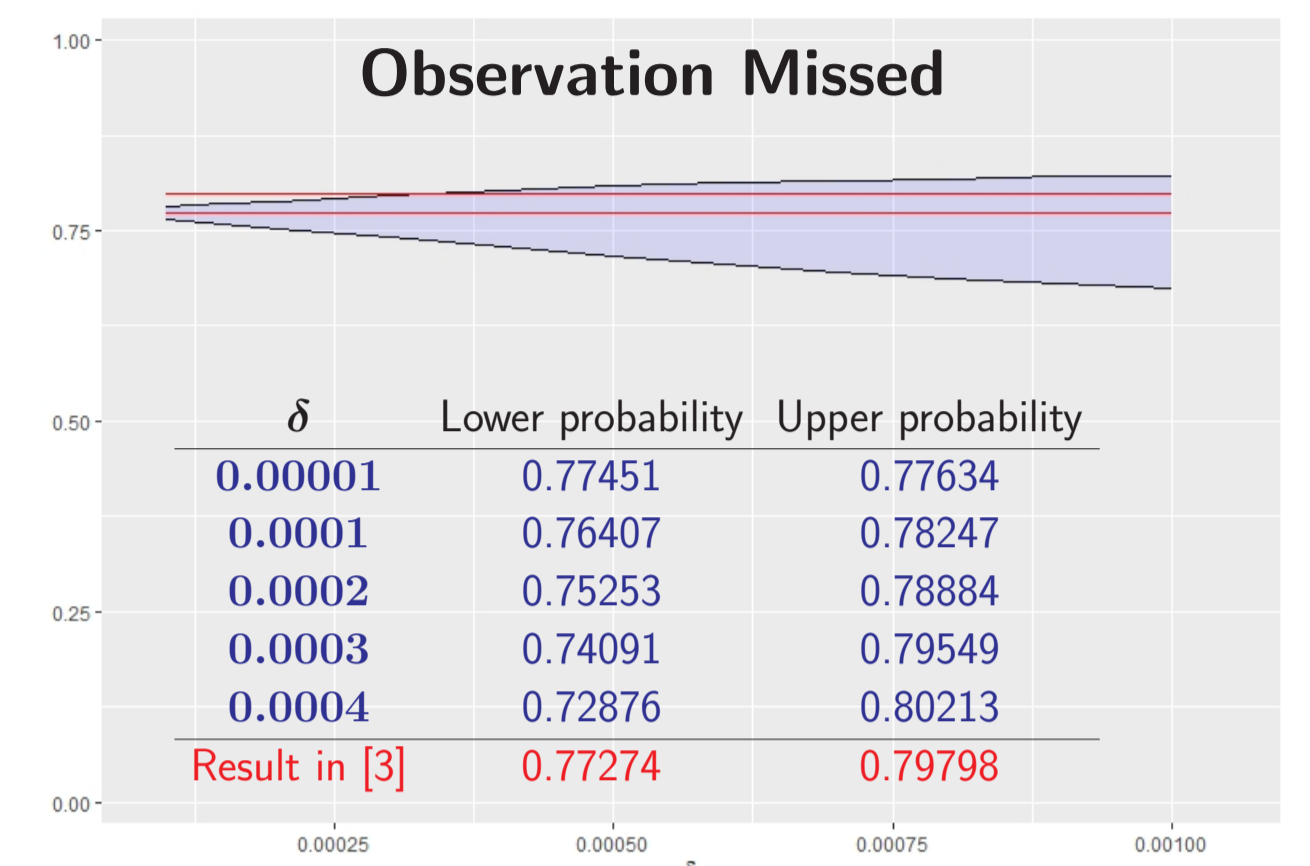 Observation Missed
1.00
0.75
0.50
0.25
0.00
δ Lower probability Upper probability
0.00001 0.77451 0.77634
0.0001 0.76407 0.78247
0.0002 0.75253 0.78884
0.0003 0.74091 0.79549
0.0004 0.72876 0.80213
Result in [3] 0.77274 0.79798
0.00025 0.00050 0.00075 0.00100